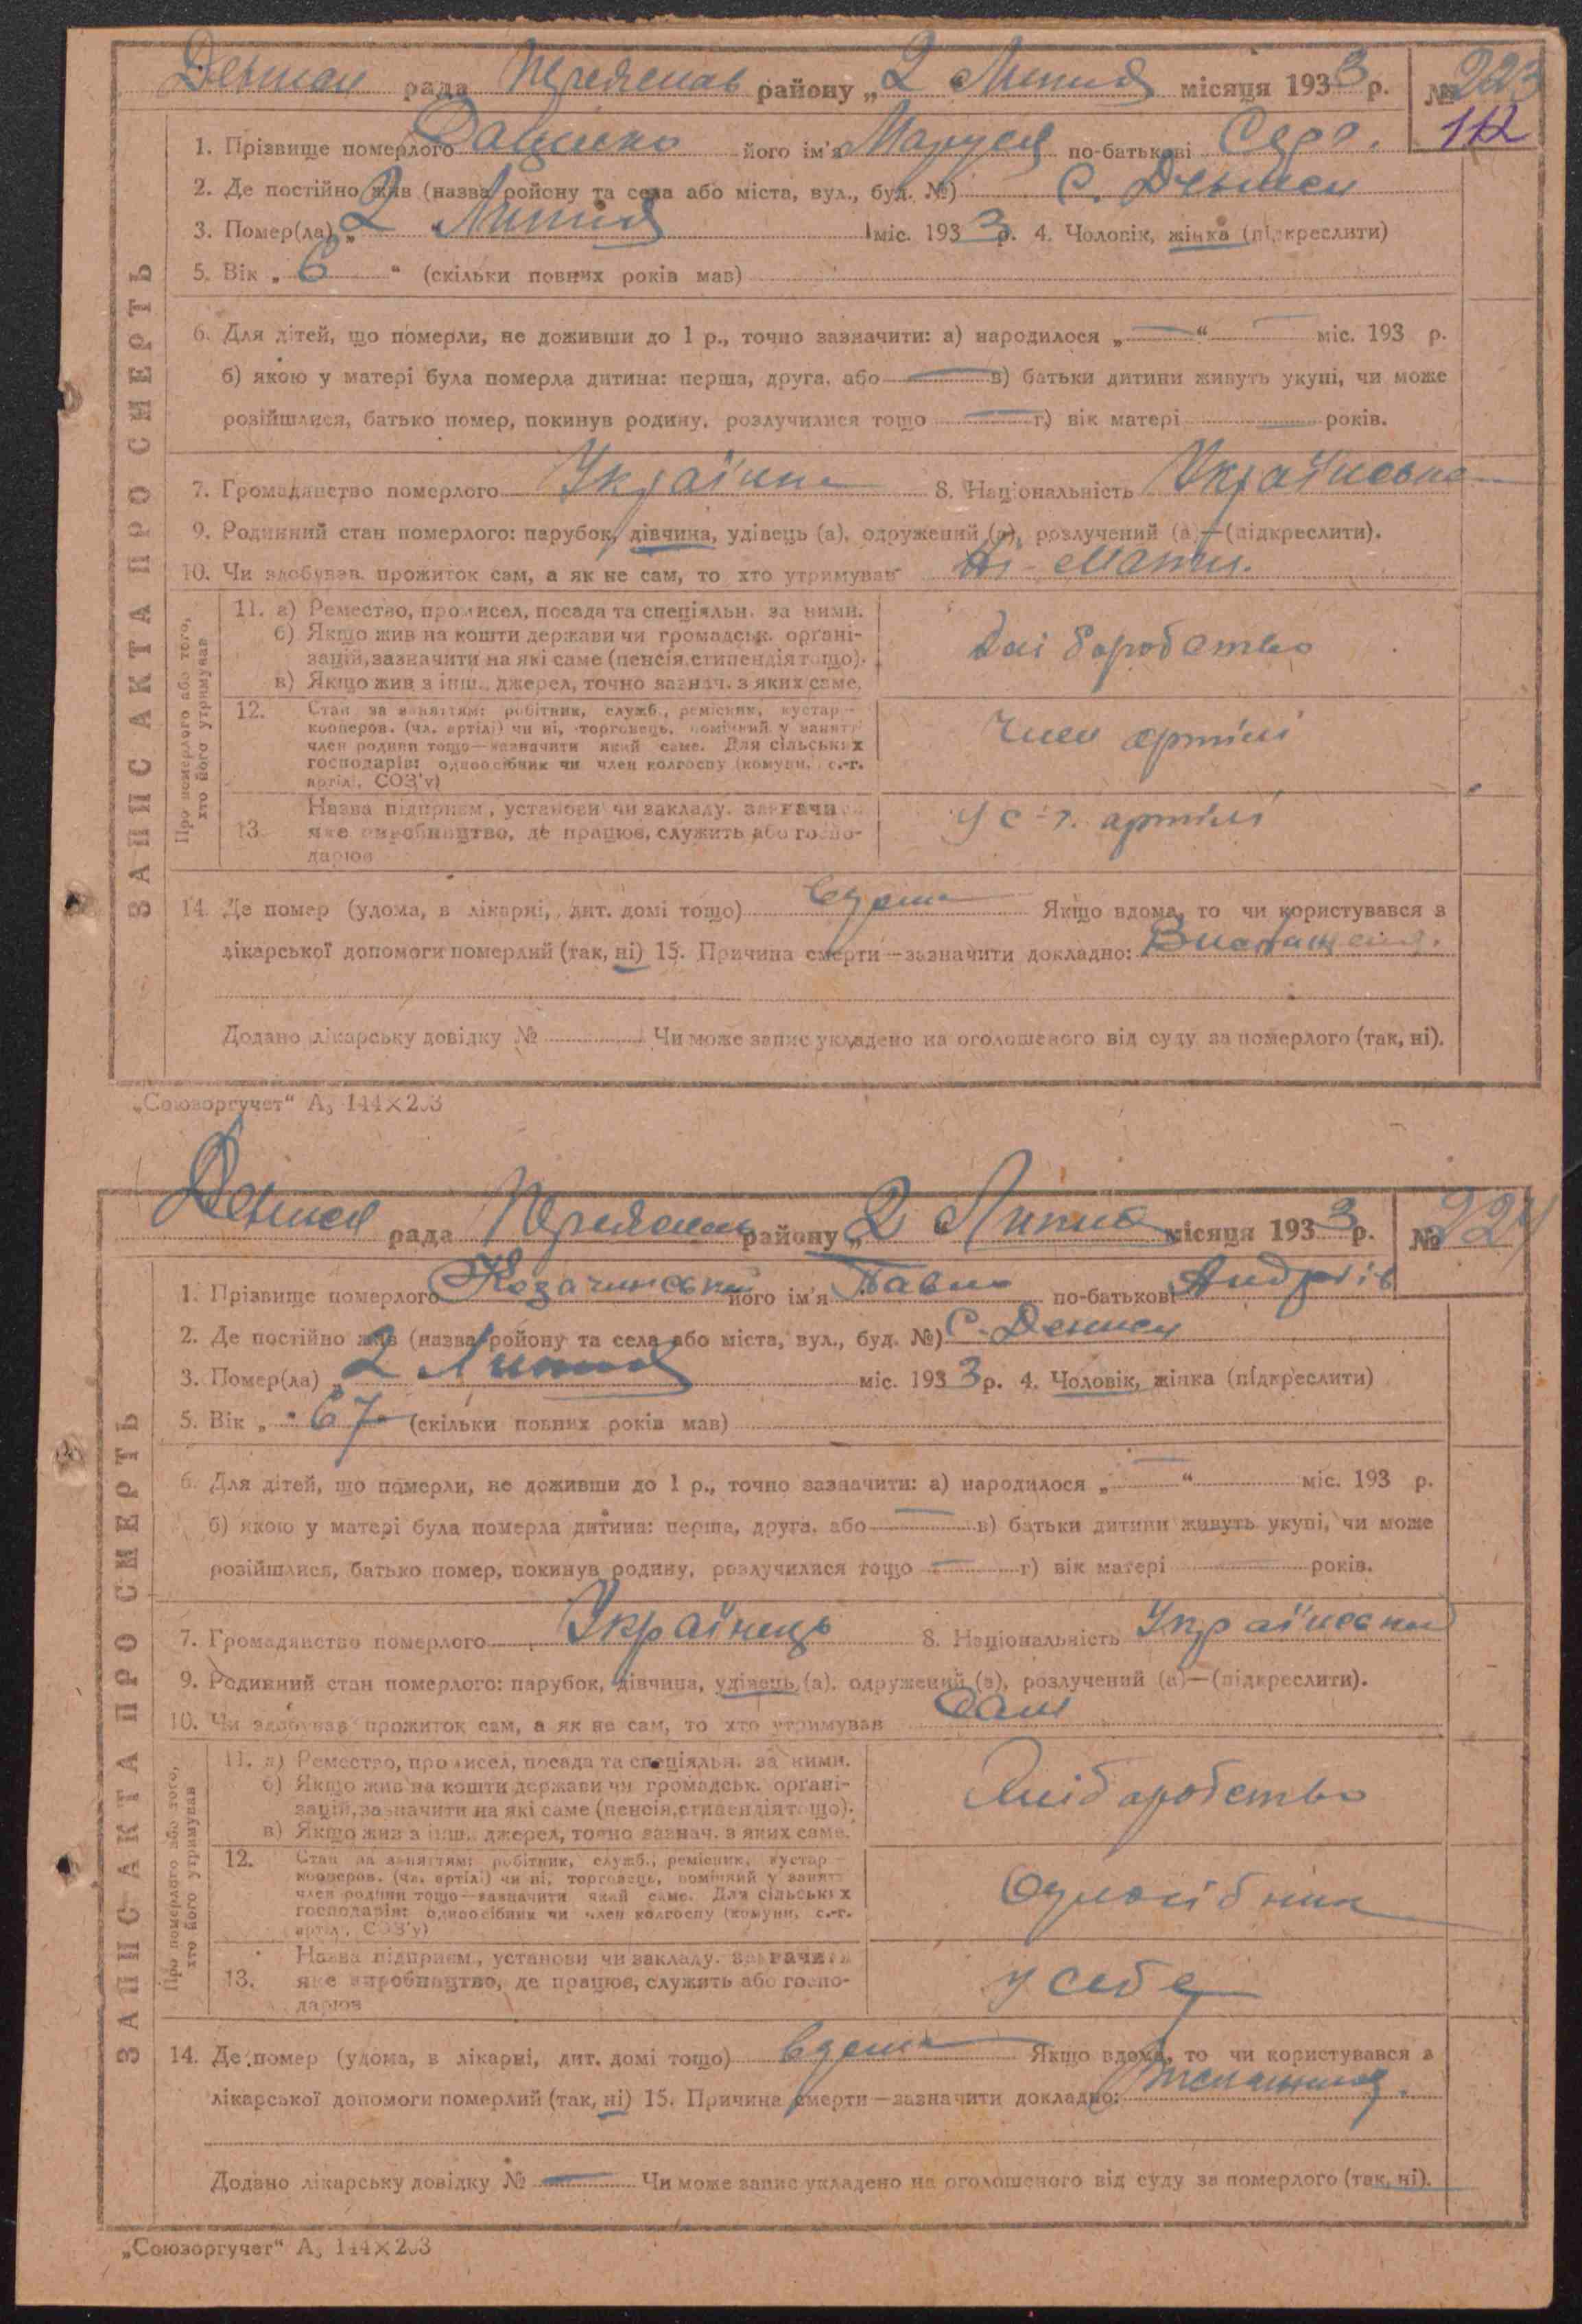 Деньгам рада Переяслав району „2 Липня місяця 1933 р. № 223
112
1. Прізвище померлого Даценко його ім'я Маруся по-батькові Серг.
2. Де постійно жив (назва ройону та села або міста, вул., буд. №) с. Деньги
3. Помер(ла) „2 Липня міс. 1933 р. 4. Чоловік, жінка (підкреслити)
5. Вік „6“ (скільки повних років мав)
6. Для дітей, що померли, не доживши до 1 р., точно зазначити: а) народилося „—“ — міс. 193 р.
б) якою у матері була померла дитина: перша, друга, або — в) батьки дитини живуть укупі, чи може
розійшлися, батько помер, покинув родину, розлучилися тощо — г) вік матері — років.
7. Громадянство померлого Українка 8. Національність Українська
9. Родинний стан померлого: парубок, дівчина, удівець (а), одружений (а), розлучений (а)—(підкреслити).
10. Чи здобував прожиток сам, а як не сам, то хто утримував Ні - Мати.
ЗАПИС АКТА ПРО СМЕРТЬ
Про померлого або того, хто його утримував
11. а) Ремество, промисел, посада та спеціяльн. за ними.
б) Якщо жив на кошти держави чи громадськ. орґані-
зацій, зазначити на які саме (пенсія, стипендія тощо).
в) Якщо жив з інш. джерел, точно зазнач. з яких саме.
хліборобство
12. Стан за заняттям: робітник, служб., ремісник, кустар—
кооперов. (чл. артілі) чи ні, торговець, помічний у занятт
член родини тощо—зазначити який саме. Для сільських
господарів: одноосібник чи член колгоспу (комуни, с.-г.
артіл., СОЗ'у)
член артілі
13. Назва підприєм., установи чи закладу, зазначи
яке виробництво, де працює, служить або госпо-
дарює
у с-г. артілі
14. Де помер (удома, в лікарні, дит. домі тощо) вдома Якщо вдома, то чи користувався з
лікарської допомоги померлий (так, ні) 15. Причина смерти—зазначити докладно:
Додано лікарську довідку № Чи може запис укладено на оголошеного від суду за померлого (так, ні).
„Союзоргучет“ А₅ 144×203
рада Переяслав району „2“ Липня місяця 1933 р. № 224
1. Прізвище померлого Козачинський його ім'я Павло по-батькові Андріїв
2. Де постійно жив (назва ройону та села або міста, вул., буд. №) с.
3. Помер(ла) „2 Липня міс. 1933 р. 4. Чоловік, жінка (підкреслити)
5. Вік „67“ (скільки повних років мав)
6. Для дітей, що померли, не доживши до 1 р., точно зазначити: а) народилося „—“ міс. 193 р.
б) якою у матері була померла дитина: перша, друга, або — в) батьки дитини живуть укупі, чи може
розійшлися, батько помер, покинув родину, розлучилися тощо — г) вік матері — років.
7. Громадянство померлого Українець 8. Національність
9. Родинний стан померлого: парубок, дівчина, удівець (а), одружений (а), розлучений (а)—(підкреслити).
10. Чи здобував прожиток сам, а як не сам, то хто утримував Сам
ЗАПИС АКТА ПРО СМЕРТЬ
Про померлого або того, хто його утримував
11. а) Ремество, промисел, посада та спеціяльн. за ними.
б) Якщо жив на кошти держави чи громадськ. орґані-
зацій, зазначити на які саме (пенсія, стипендія тощо).
в) Якщо жив з інш. джерел, точно зазнач. з яких саме.
Хліборобство
12. Стан за заняттям: робітник, служб., ремісник, кустар—
кооперов. (чл. артілі) чи ні, торговець, помічний у занятт
член родини тощо—зазначити який саме. Для сільських
господарів: одноосібник чи член колгоспу (комуни, с.-г.
артіл., СОЗ'у)
Одноосібник
13. Назва підприєм., установи чи закладу, зазначить
яке виробництво, де працює, служить або госпо-
дарює
у себе
14. Де помер (удома, в лікарні, дит. домі тощо) вдома Якщо вдома, то чи користувався з
лікарської допомоги померлий (так, ні) 15. Причина смерти—зазначити докладно:
Додано лікарську довідку № — Чи може запис укладено на оголошеного від суду за померлого (так, ні).
„Союзоргучет“ А₅ 144×203